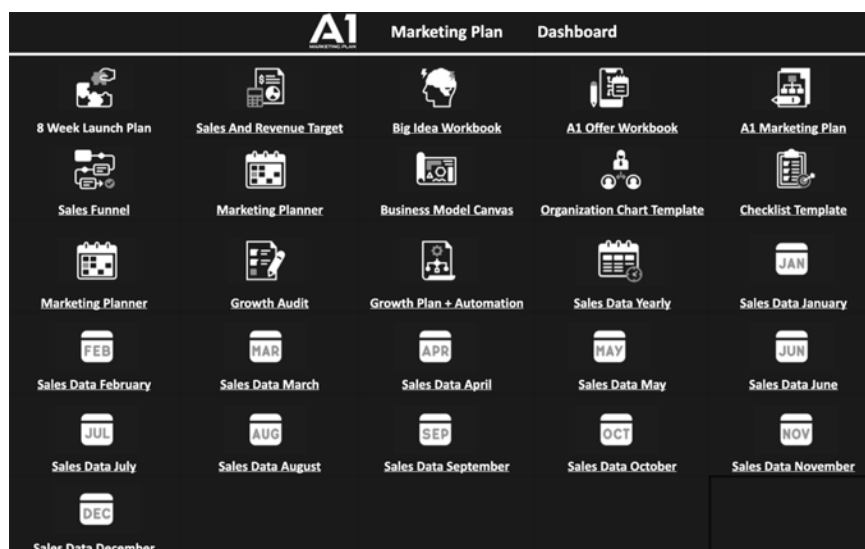 A1 Marketing Plan Dashboard
MARKETING PLAN
8 Week Launch Plan
Sales And Revenue Target
Big Idea Workbook
A1 Offer Workbook
A1 Marketing Plan
Sales Funnel
Marketing Planner
Business Model Canvas
Organization Chart Template
Checklist Template
Marketing Planner
Growth Audit
Growth Plan + Automation
Sales Data Yearly
JAN
Sales Data January
FEB
Sales Data February
MAR
Sales Data March
APR
Sales Data April
MAY
Sales Data May
JUN
Sales Data June
JUL
Sales Data July
AUG
Sales Data August
SEP
Sales Data September
OCT
Sales Data October
NOV
Sales Data November
DEC
Sales Data December